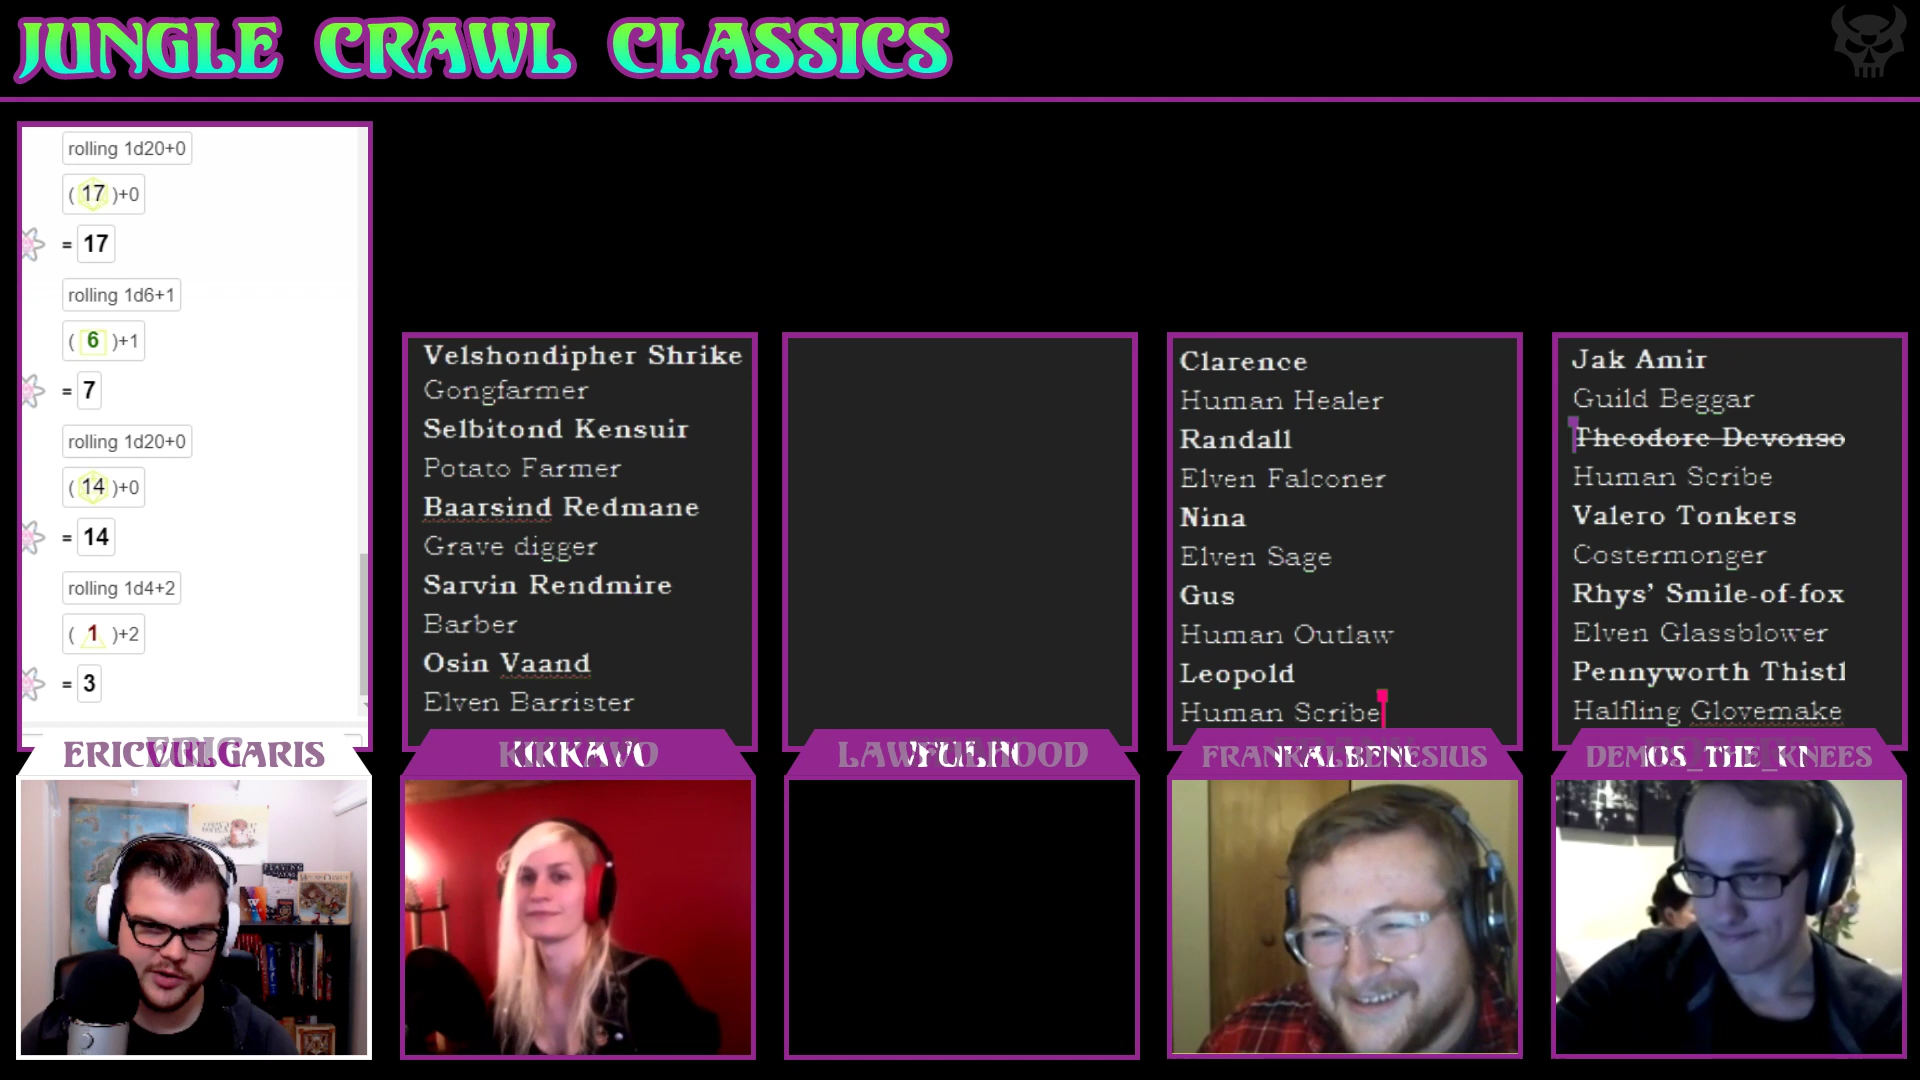 JUNGLE CRAWL CLASSICS
rolling 1d20+0
( 17 )+0
= 17
rolling 1d6+1
( 6 )+1
= 7
rolling 1d20+0
( 14 )+0
= 14
rolling 1d4+2
( 1 )+2
= 3
Velshondipher Shrike
Gongfarmer
Selbitond Kensuir
Potato Farmer
Baarsind Redmane
Grave digger
Sarvin Rendmire
Barber
Osin Vaand
Elven Barrister
Clarence
Human Healer
Randall
Elven Falconer
Nina
Elven Sage
Gus
Human Outlaw
Leopold
Human Scribe
Jak Amir
Guild Beggar
Theodore Devonso
Human Scribe
Valero Tonkers
Costermonger
Rhys' Smile-of-fox
Elven Glassblower
Pennyworth Thistl
Halfling Glovemake
ERICVULGARIS
DEMOS_THE_KNEES